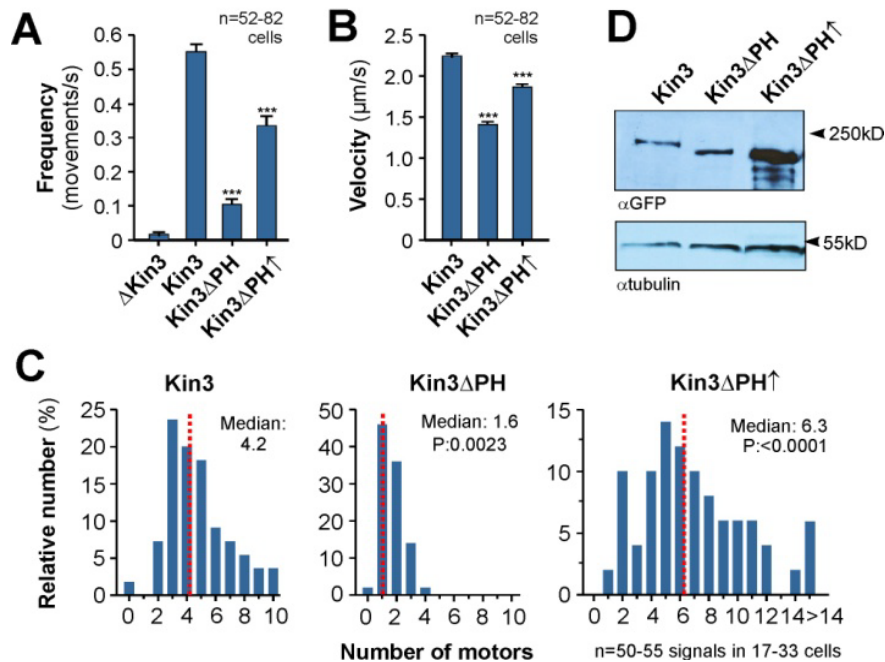 A
n=52-82
cells
Frequency
(movements/s)
0.6
0.5
0.4
0.3
0.2
0.1
0
***
***
ΔKin3
Kin3
Kin3ΔPH
Kin3ΔPH↑
B
n=52-82
cells
Velocity (μm/s)
2.5
2.0
1.5
1.0
0.5
0
***
***
Kin3
Kin3ΔPH
Kin3ΔPH↑
D
Kin3
Kin3ΔPH
Kin3ΔPH↑
250kD
αGFP
55kD
αtubulin
C
Relative number (%)
Kin3
Median:
4.2
25
20
15
10
5
0
0 2 4 6 8 10
Kin3ΔPH
Median: 1.6
P:0.0023
50
40
30
20
10
0
0 2 4 6 8 10
Kin3ΔPH↑
Median: 6.3
P:<0.0001
15
10
5
0
0 2 4 6 8 10 12 14 >14
Number of motors
n=50-55 signals in 17-33 cells